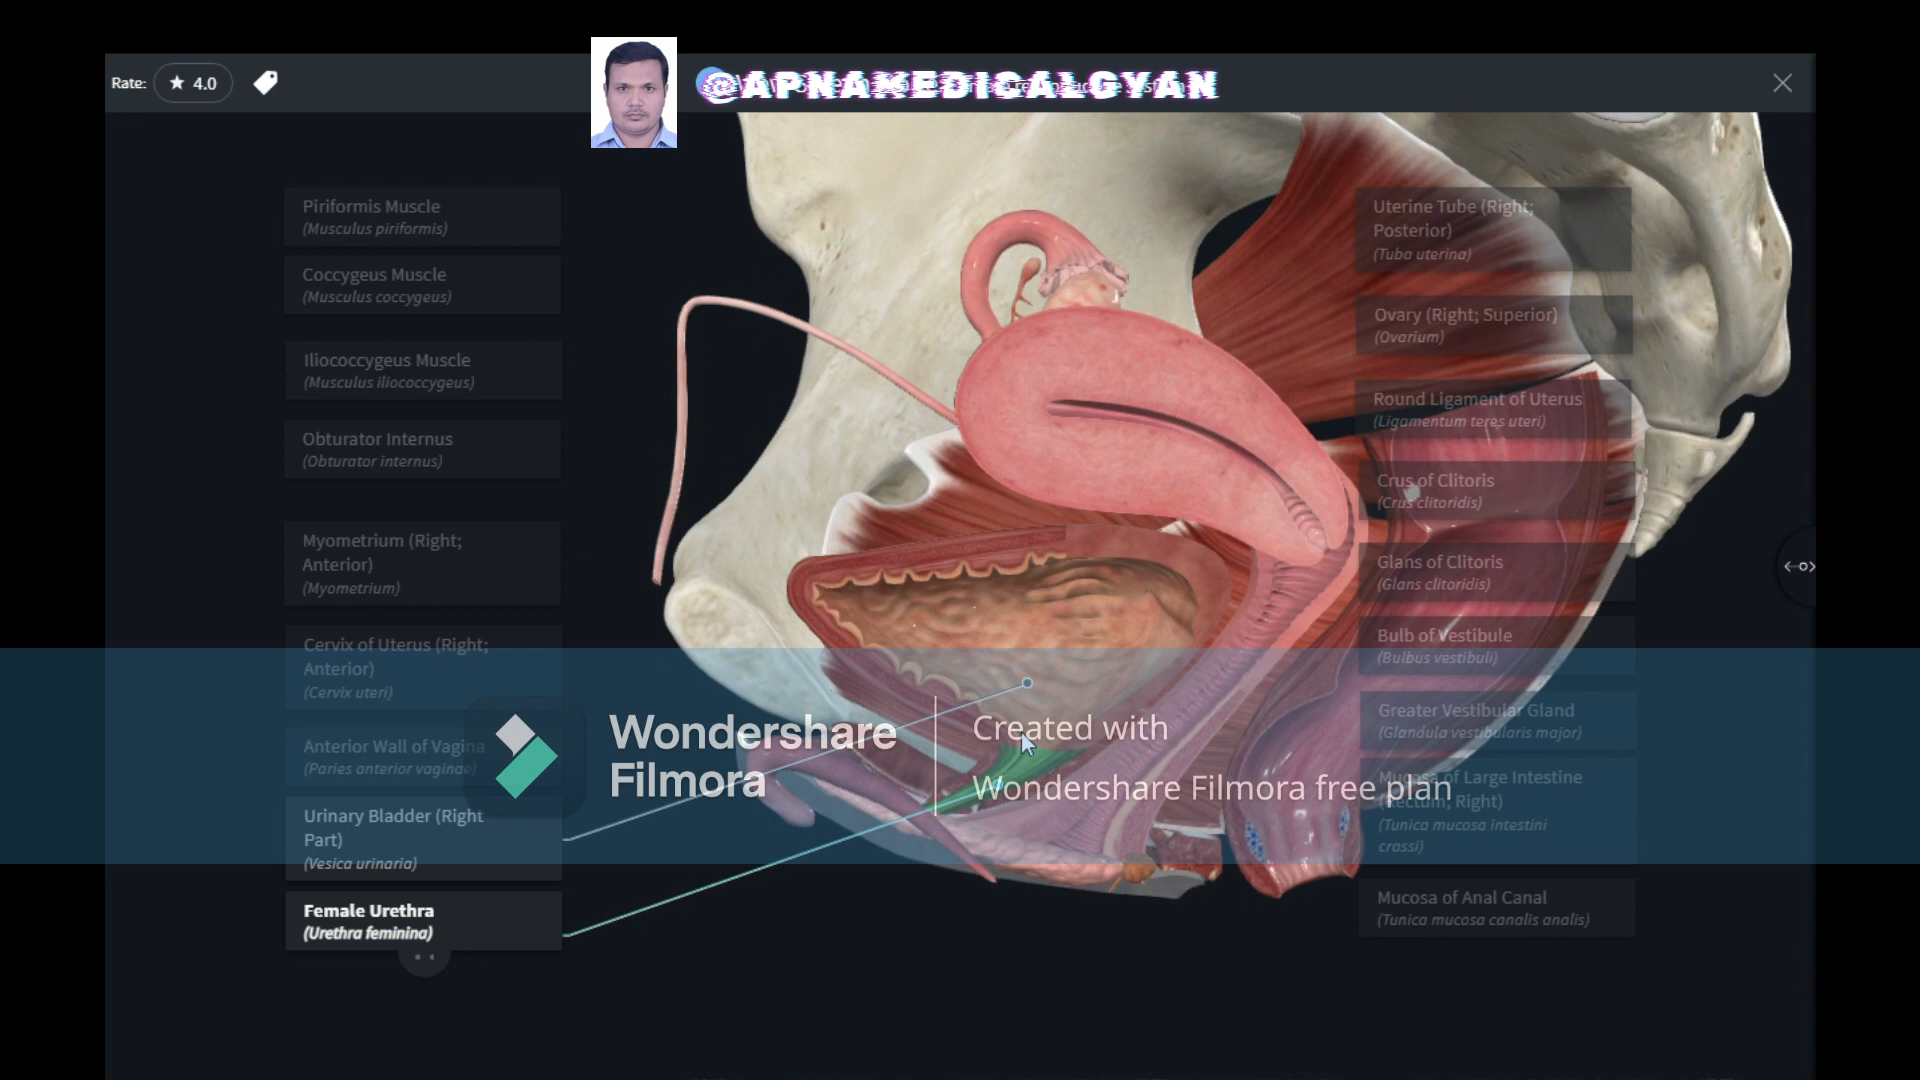 Rate: ★ 4.0
@APNAMEDICALGYAN
Piriformis Muscle
(Musculus piriformis)
Coccygeus Muscle
(Musculus coccygeus)
Iliococcygeus Muscle
(Musculus iliococcygeus)
Obturator Internus
(Obturator internus)
Myometrium (Right;
Anterior)
(Myometrium)
Cervix of Uterus (Right;
Anterior)
(Cervix uteri)
Anterior Wall of Vagina
(Paries anterior vaginae)
Urinary Bladder (Right
Part)
(Vesica urinaria)
Female Urethra
(Urethra feminina)
Uterine Tube (Right;
Posterior)
(Tuba uterina)
Ovary (Right; Superior)
(Ovarium)
Round Ligament of Uterus
(Ligamentum teres uteri)
Crus of Clitoris
(Crus clitoridis)
Glans of Clitoris
(Glans clitoridis)
Bulb of Vestibule
(Bulbus vestibuli)
Greater Vestibular Gland
(Glandula vestibularis major)
Mucosa of Large Intestine
(Rectum; Right)
(Tunica mucosa intestini
crassi)
Mucosa of Anal Canal
(Tunica mucosa canalis analis)
Wondershare
Filmora
Created with
Wondershare Filmora free plan